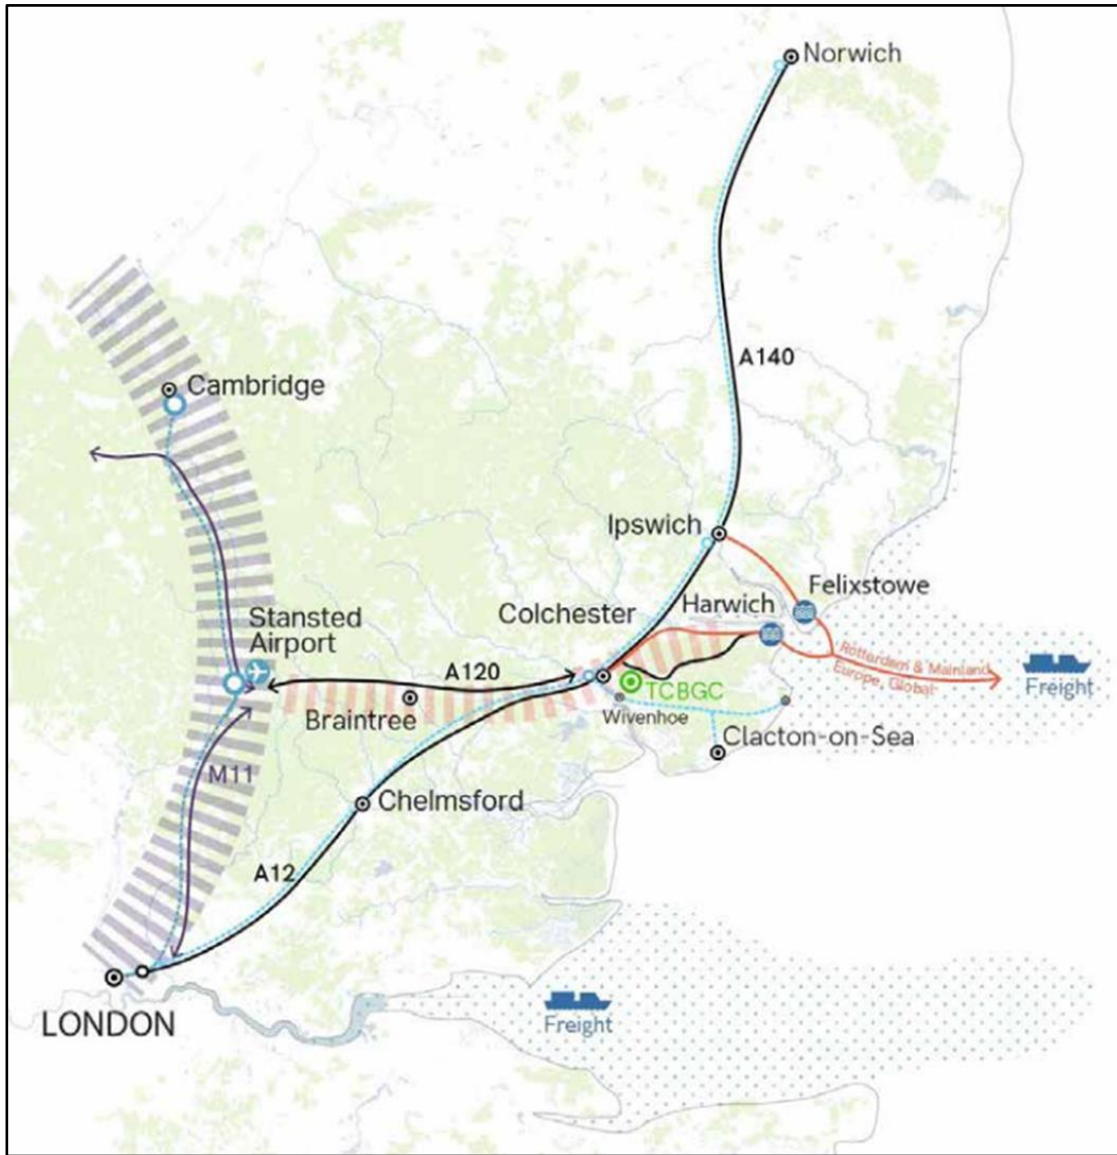 Norwich
A140
Cambridge
Ipswich
Felixstowe
Harwich
Colchester
Stansted
Airport
Rotterdam & Mainland
Europe, Global
Freight
A120
TCBGC
Braintree
Wivenhoe
Clacton-on-Sea
M11
Chelmsford
A12
LONDON
Freight